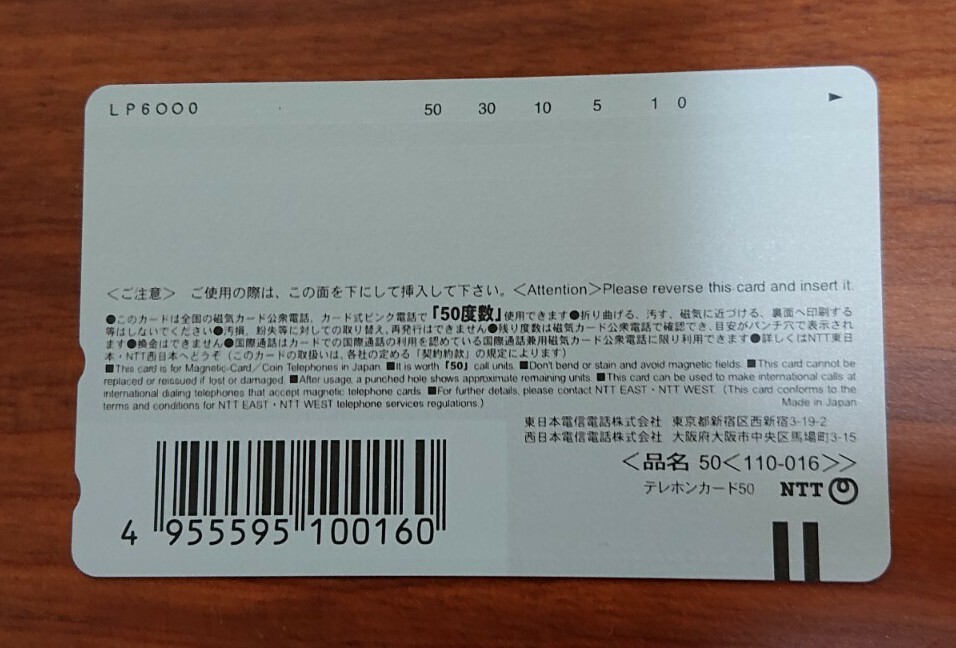 LP6000 50 30 10 5 1 0
<ご注意> ご使用の際は、この面を下にして挿入して下さい。<Attention>Please reverse this card and insert it.
●このカードは全国の磁気カード公衆電話、カード式ピンク電話で「50度数」使用できます●折り曲げる、汚す、磁気に近づける、裏面へ印刷する
等はしないでください●汚損、紛失等に対しての取り替え、再発行はできません●残り度数は磁気カード公衆電話で確認でき、目安がパンチ穴で表示され
ます●換金はできません●国際通話はカードでの国際通話の利用を認めている国際通話兼用磁気カード公衆電話に限り利用できます●詳しくはNTT東日
本・NTT西日本へどうぞ（このカードの取扱いは、各社の定める「契約約款」の規定によります）
■This card is for Magnetic-Card/Coin Telephones in Japan. ■It is worth「50」call units. ■Don't bend or stain and avoid magnetic fields. ■This card cannot be
replaced or reissued if lost or damaged. ■After usage, a punched hole shows approximate remaining units. ■This card can be used to make international calls at
international dialing telephones that accept magnetic telephone cards. ■For further details, please contact NTT EAST・NTT WEST. (This card conforms to the
terms and conditions for NTT EAST・NTT WEST telephone services regulations.) Made in Japan
東日本電信電話株式会社 東京都新宿区西新宿3-19-2
西日本電信電話株式会社 大阪府大阪市中央区馬場町3-15
<品名 50<110-016>>
テレホンカード50 NTT
4 955595 100160